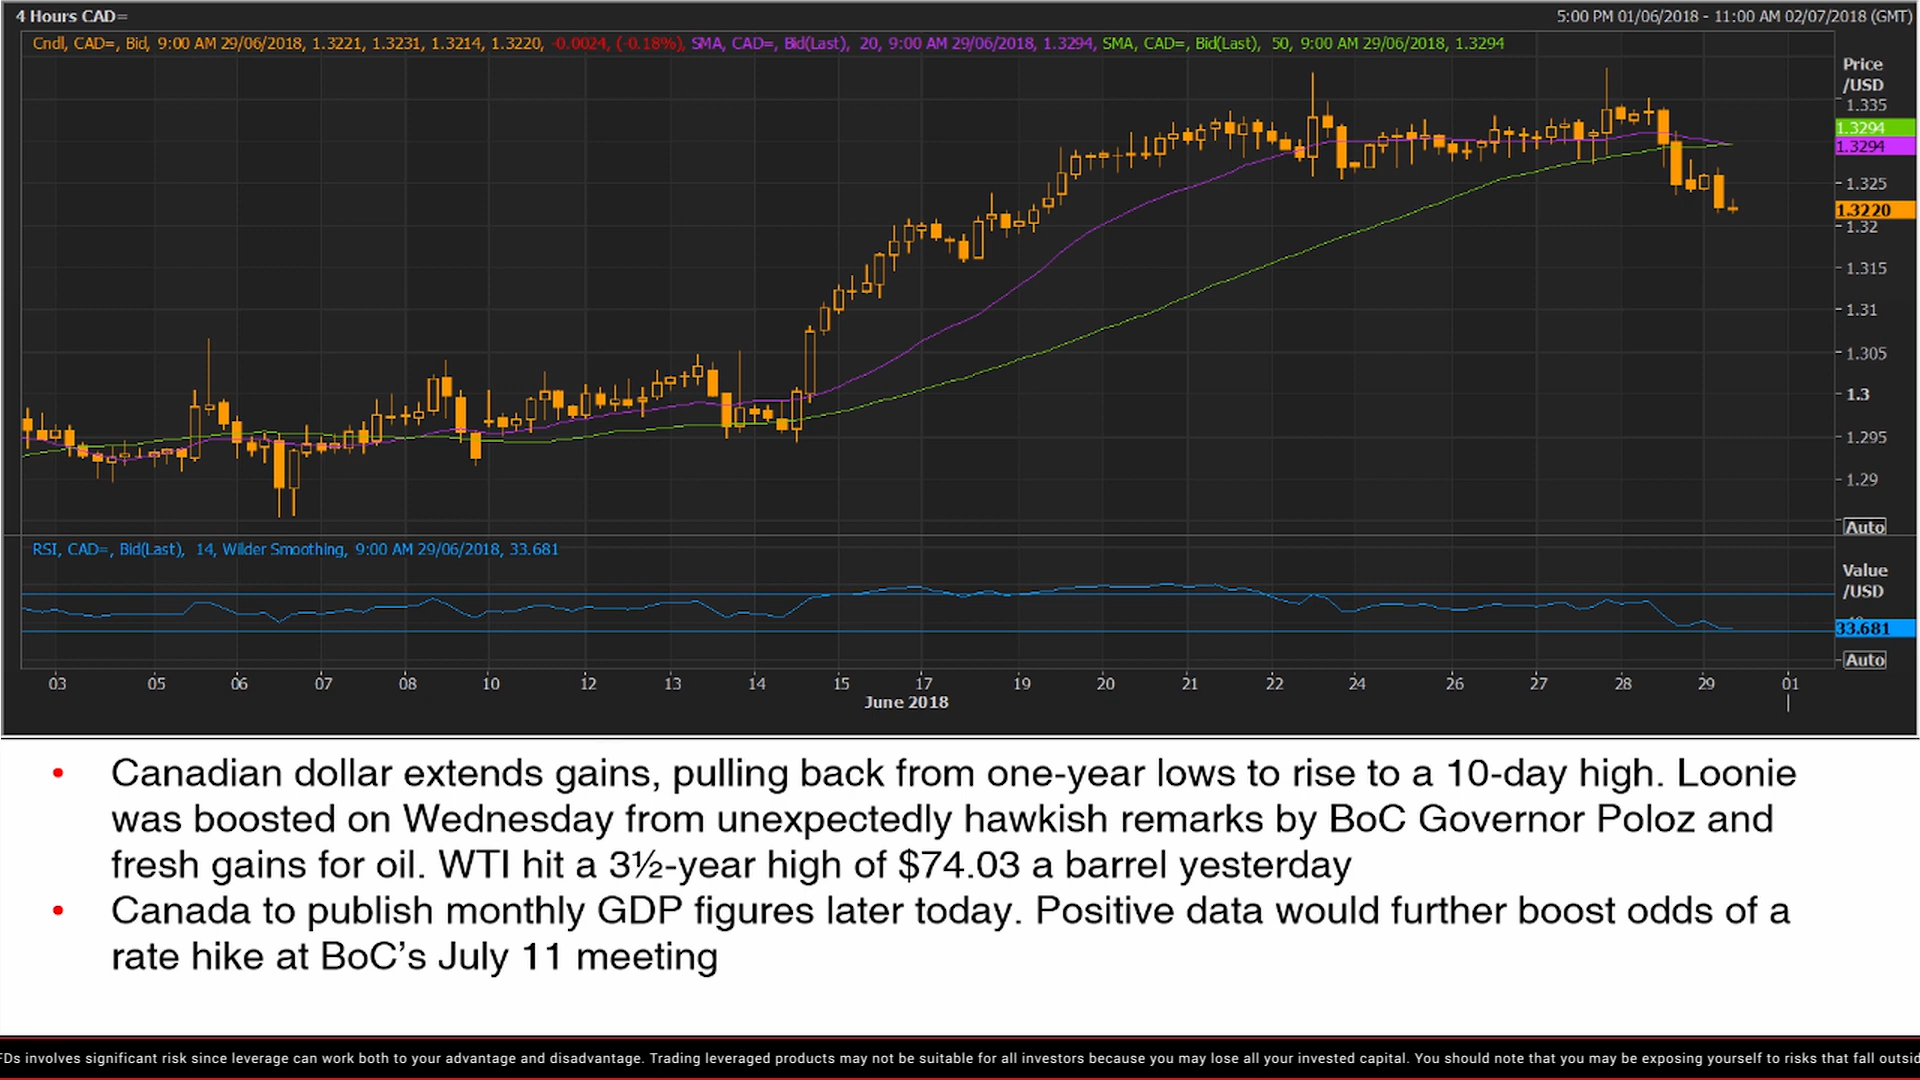 4 Hours CAD=
5:00 PM 01/06/2018 - 11:00 AM 02/07/2018 (GMT)
Cndl, CAD=, Bid, 9:00 AM 29/06/2018, 1.3221, 1.3231, 1.3214, 1.3220, -0.0024, (-0.18%), SMA, CAD=, Bid(Last), 20, 9:00 AM 29/06/2018, 1.3294, SMA, CAD=, Bid(Last), 50, 9:00 AM 29/06/2018, 1.3294
Price
/USD
1.335
1.3294
1.3294
1.325
1.3220
1.32
1.315
1.31
1.305
1.3
1.295
1.29
Auto
RSI, CAD=, Bid(Last), 14, Wilder Smoothing, 9:00 AM 29/06/2018, 33.681
Value
/USD
33.681
Auto
03 05 06 07 08 10 12 13 14 15 17 19 20 21 22 24 26 27 28 29 01
June 2018
• Canadian dollar extends gains, pulling back from one-year lows to rise to a 10-day high. Loonie
was boosted on Wednesday from unexpectedly hawkish remarks by BoC Governor Poloz and
fresh gains for oil. WTI hit a 3½-year high of $74.03 a barrel yesterday
• Canada to publish monthly GDP figures later today. Positive data would further boost odds of a
rate hike at BoC's July 11 meeting
FDs involves significant risk since leverage can work both to your advantage and disadvantage. Trading leveraged products may not be suitable for all investors because you may lose all your invested capital. You should note that you may be exposing yourself to risks that fall outsid